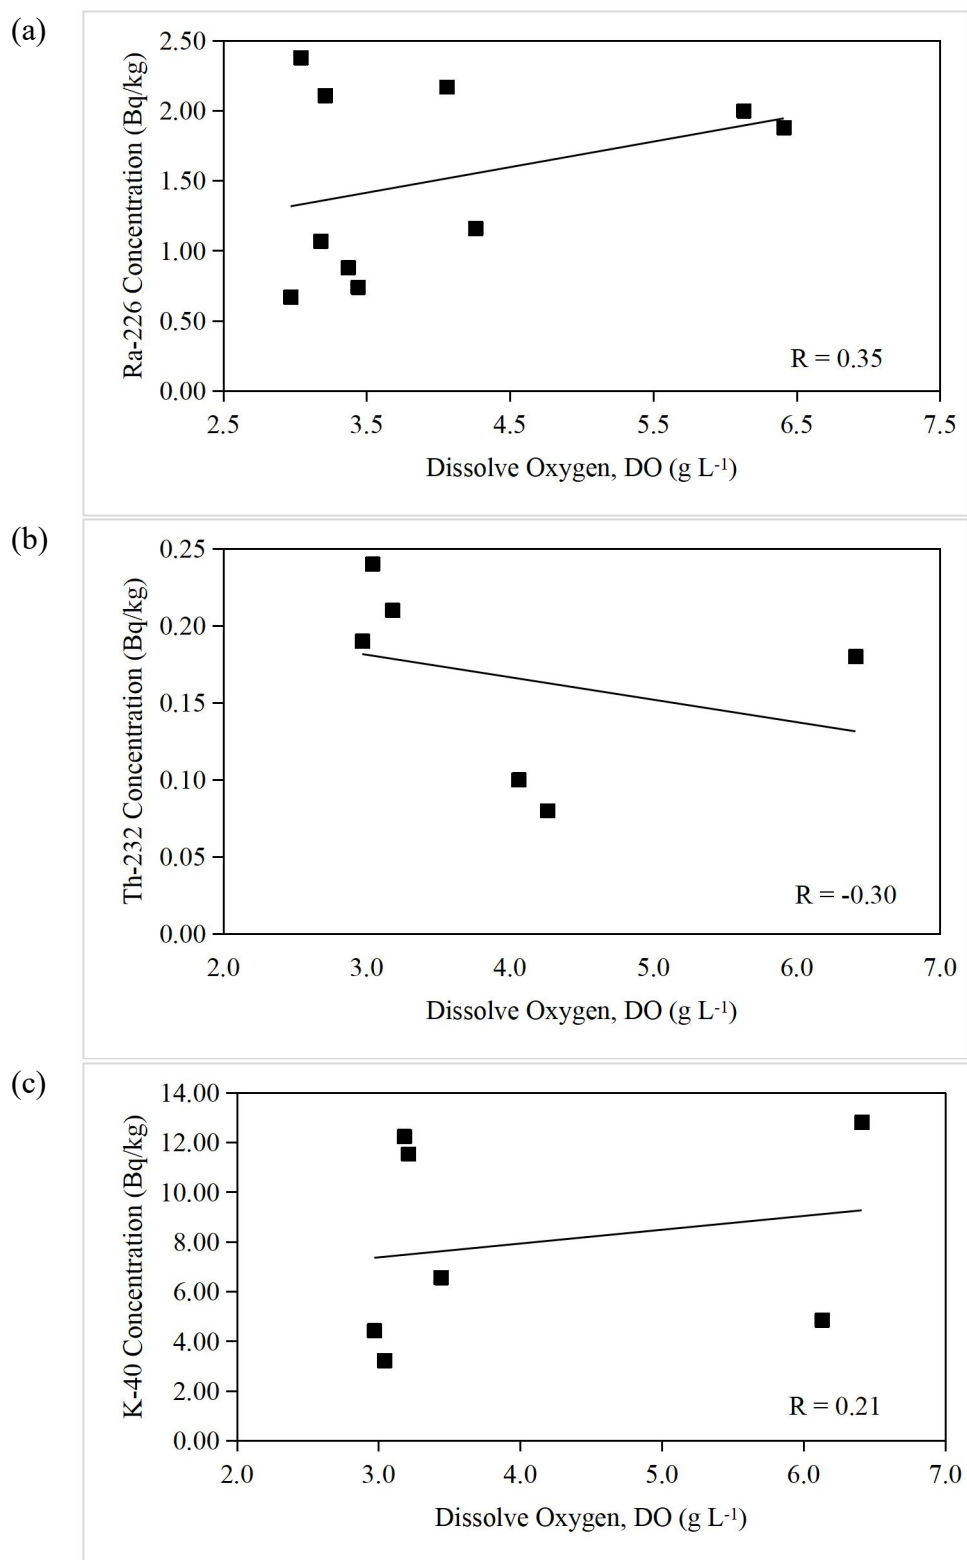 (a)
Ra-226 Concentration (Bq/kg)
2.50
2.00
1.50
1.00
0.50
0.00
R = 0.35
2.5 3.5 4.5 5.5 6.5 7.5
Dissolve Oxygen, DO (g L⁻¹)
(b)
Th-232 Concentration (Bq/kg)
0.25
0.20
0.15
0.10
0.05
0.00
R = -0.30
2.0 3.0 4.0 5.0 6.0 7.0
Dissolve Oxygen, DO (g L⁻¹)
(c)
K-40 Concentration (Bq/kg)
14.00
12.00
10.00
8.00
6.00
4.00
2.00
0.00
R = 0.21
2.0 3.0 4.0 5.0 6.0 7.0
Dissolve Oxygen, DO (g L⁻¹)